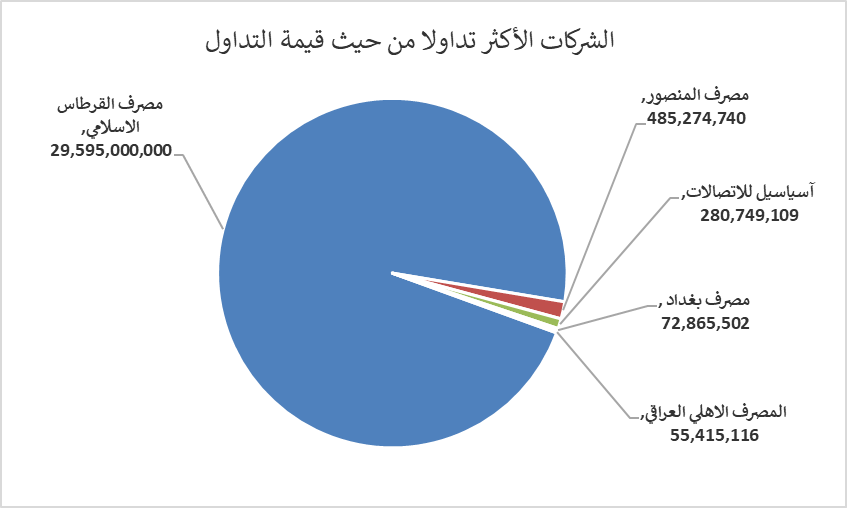 الشركات الأكثر تداولا من حيث قيمة التداول
مصرف المنصور,
485,274,740
آسياسيل للاتصالات,
280,749,109
مصرف بغداد ,
72,865,502
المصرف الاهلي العراقي,
55,415,116
مصرف القرطاس
الاسلامي,
29,595,000,000